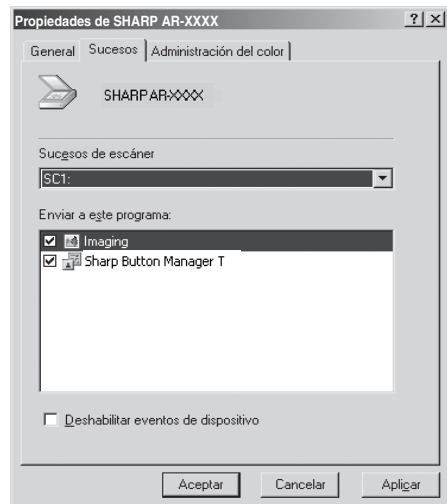 Propiedades de SHARP AR-XXXX
General Sucesos Administración del color
SHARP AR-XXXX
Sucesos de escáner
SC1:
Enviar a este programa:
Imaging
Sharp Button Manager T
Deshabilitar eventos de dispositivo
Aceptar Cancelar Aplicar